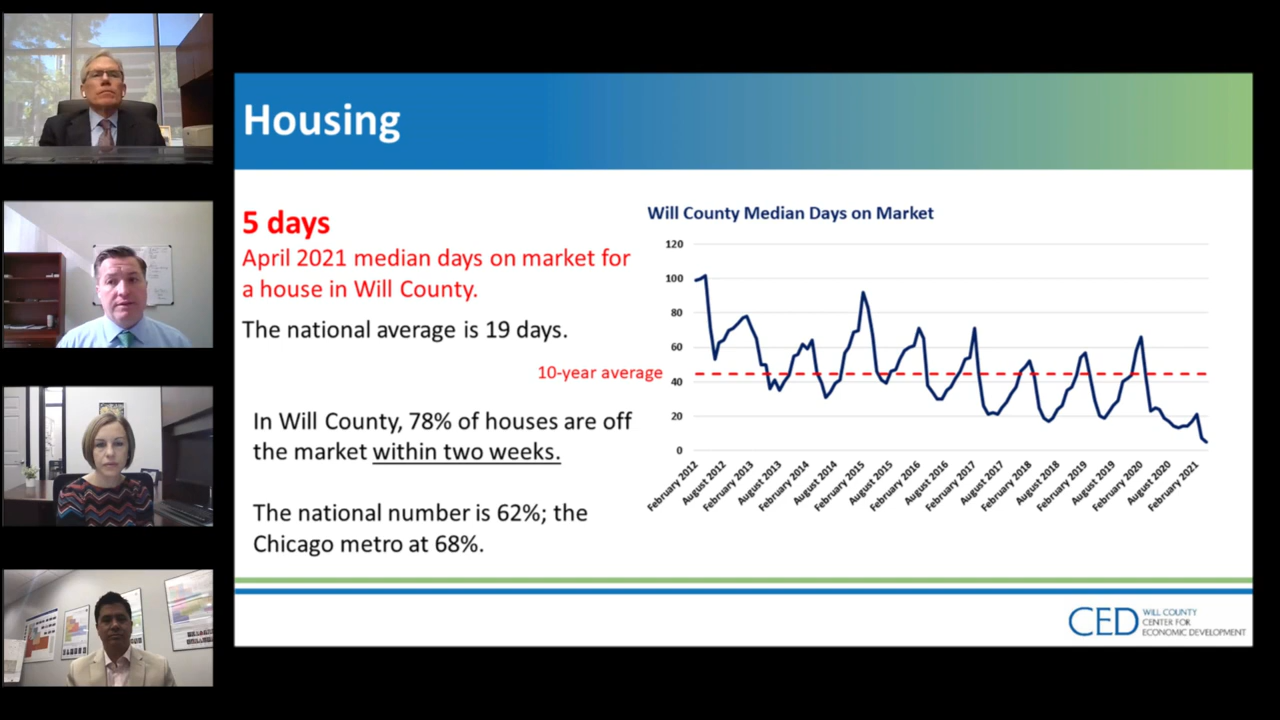 Housing
5 days
April 2021 median days on market for
a house in Will County.
The national average is 19 days.
10-year average
In Will County, 78% of houses are off
the market within two weeks.
The national number is 62%; the
Chicago metro at 68%.
Will County Median Days on Market
120
100
80
60
40
20
0
February 2012
August 2012
February 2013
August 2013
February 2014
August 2014
February 2015
August 2015
February 2016
August 2016
February 2017
August 2017
February 2018
August 2018
February 2019
August 2019
February 2020
August 2020
February 2021
CED
WILL COUNTY
CENTER FOR
ECONOMIC DEVELOPMENT